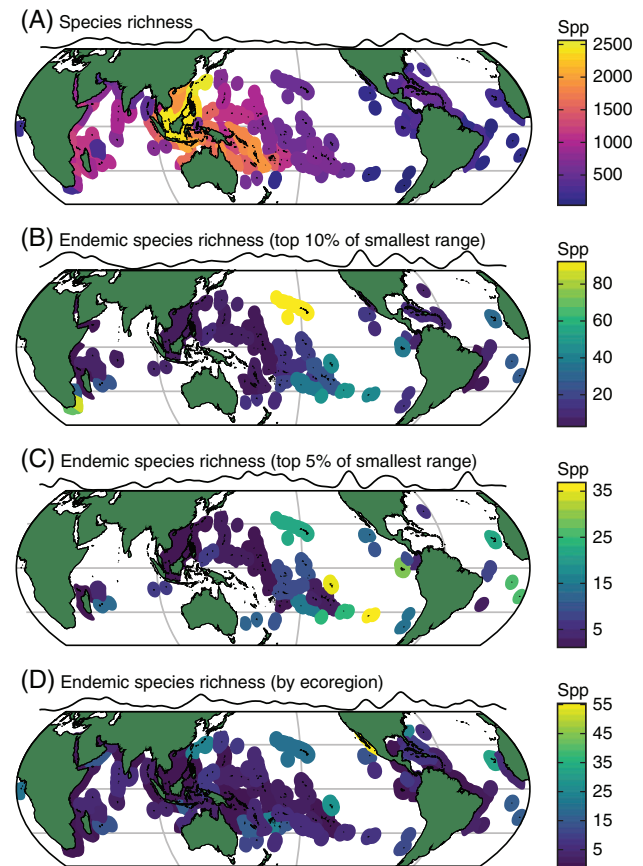 (A) Species richness
Spp
2500
2000
1500
1000
500
(B) Endemic species richness (top 10% of smallest range)
Spp
80
60
40
20
(C) Endemic species richness (top 5% of smallest range)
Spp
35
25
15
5
(D) Endemic species richness (by ecoregion)
Spp
55
45
35
25
15
5